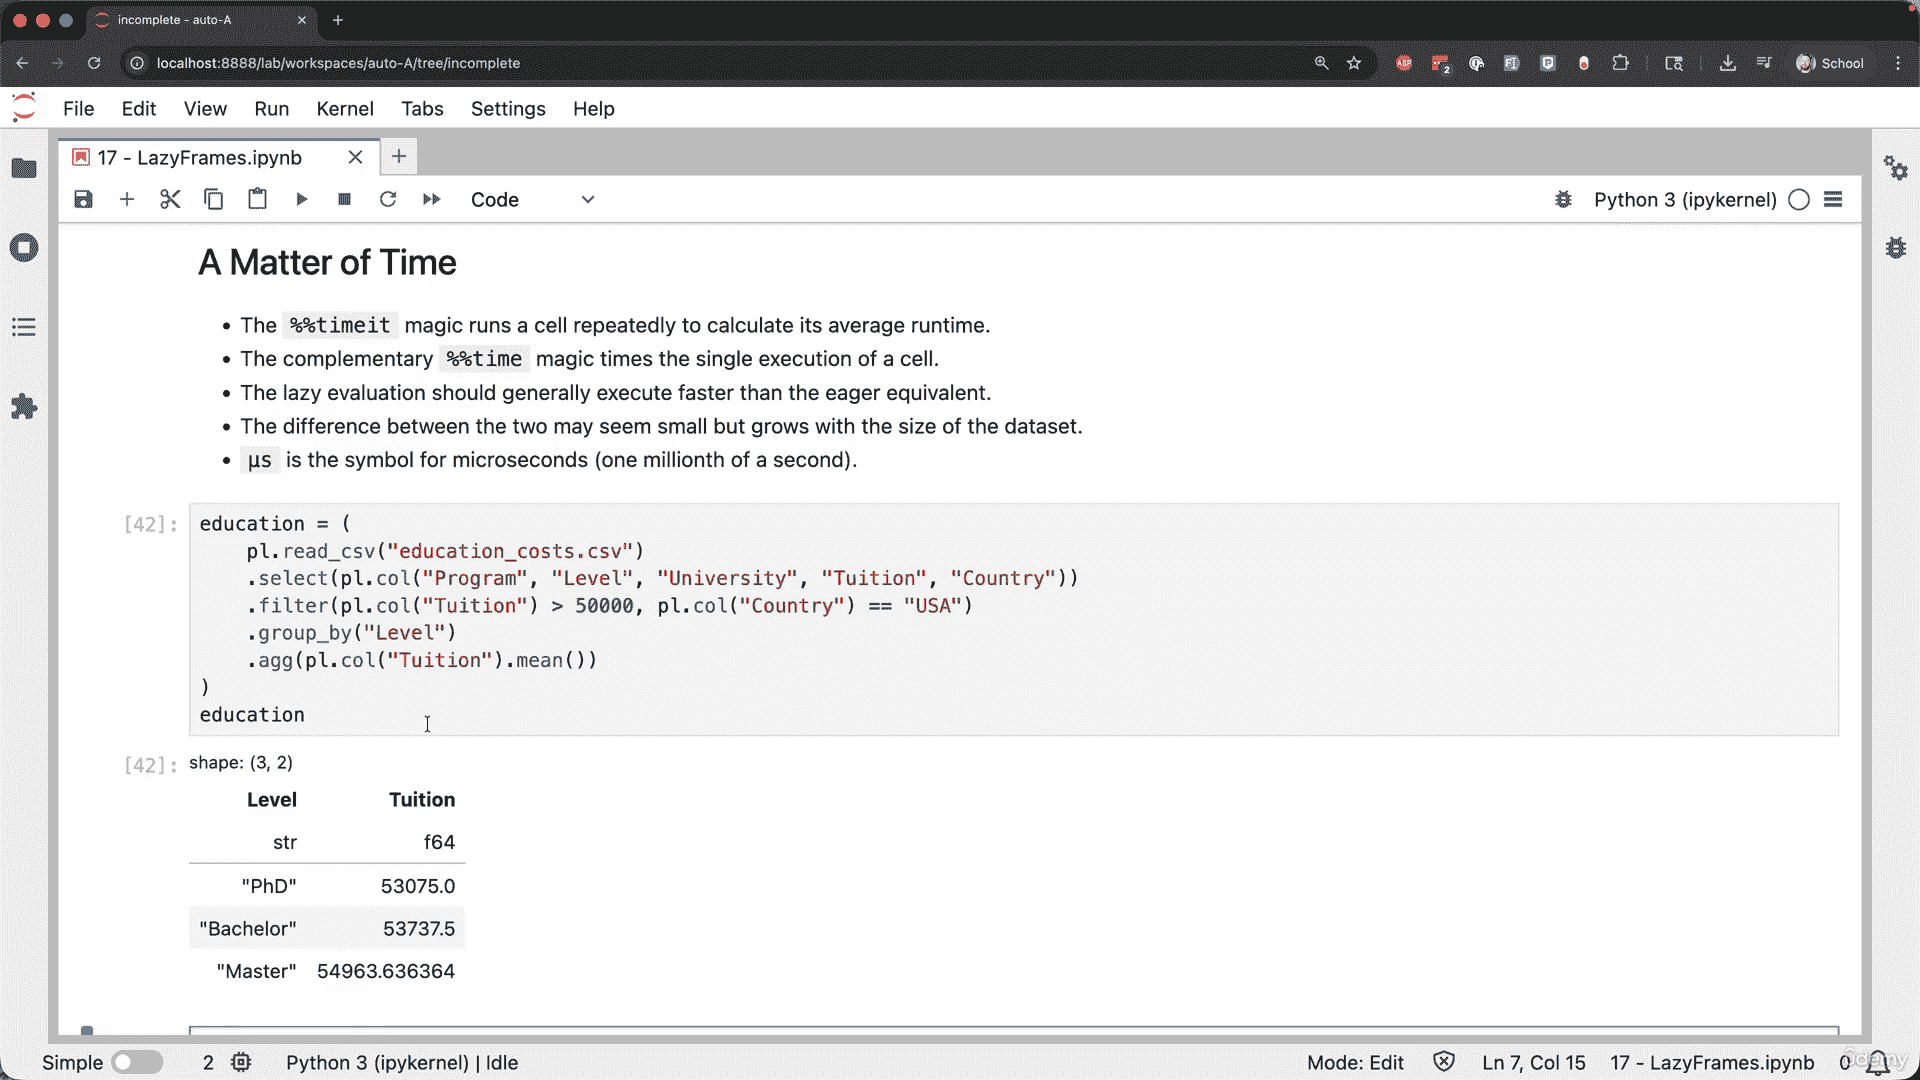 incomplete - auto-A
localhost:8888/lab/workspaces/auto-A/tree/incomplete
ABP
2
School
File Edit View Run Kernel Tabs Settings Help
17 - LazyFrames.ipynb
Code
Python 3 (ipykernel)
A Matter of Time
• The %%timeit magic runs a cell repeatedly to calculate its average runtime.
• The complementary %%time magic times the single execution of a cell.
• The lazy evaluation should generally execute faster than the eager equivalent.
• The difference between the two may seem small but grows with the size of the dataset.
• µs is the symbol for microseconds (one millionth of a second).
[42]: education = (
pl.read_csv("education_costs.csv")
.select(pl.col("Program", "Level", "University", "Tuition", "Country"))
.filter(pl.col("Tuition") > 50000, pl.col("Country") == "USA")
.group_by("Level")
.agg(pl.col("Tuition").mean())
)
education
[42]: shape: (3, 2)
Level Tuition
str f64
"PhD" 53075.0
"Bachelor" 53737.5
"Master" 54963.636364
Simple 2 Python 3 (ipykernel) | Idle Mode: Edit Ln 7, Col 15 17 - LazyFrames.ipynb 0
udemy